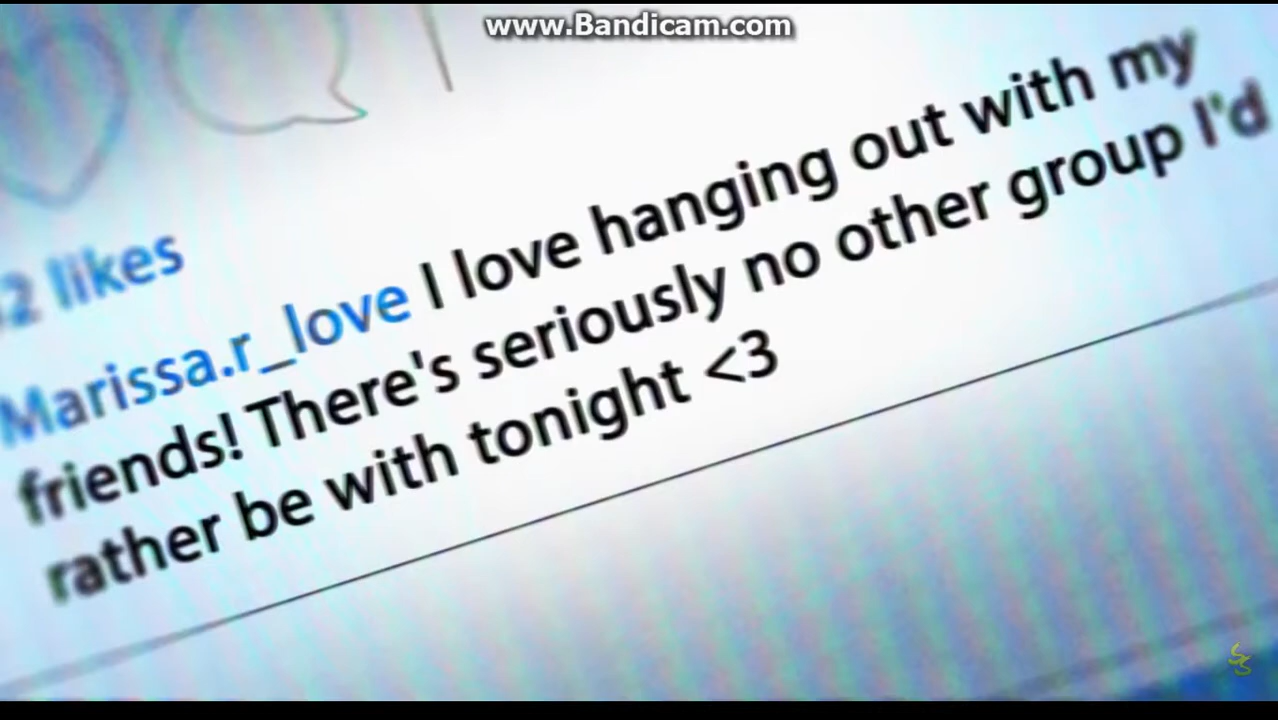 www.Bandicam.com
2 likes
Marissa.r_love I love hanging out with my
friends! There's seriously no other group I'd
rather be with tonight <3